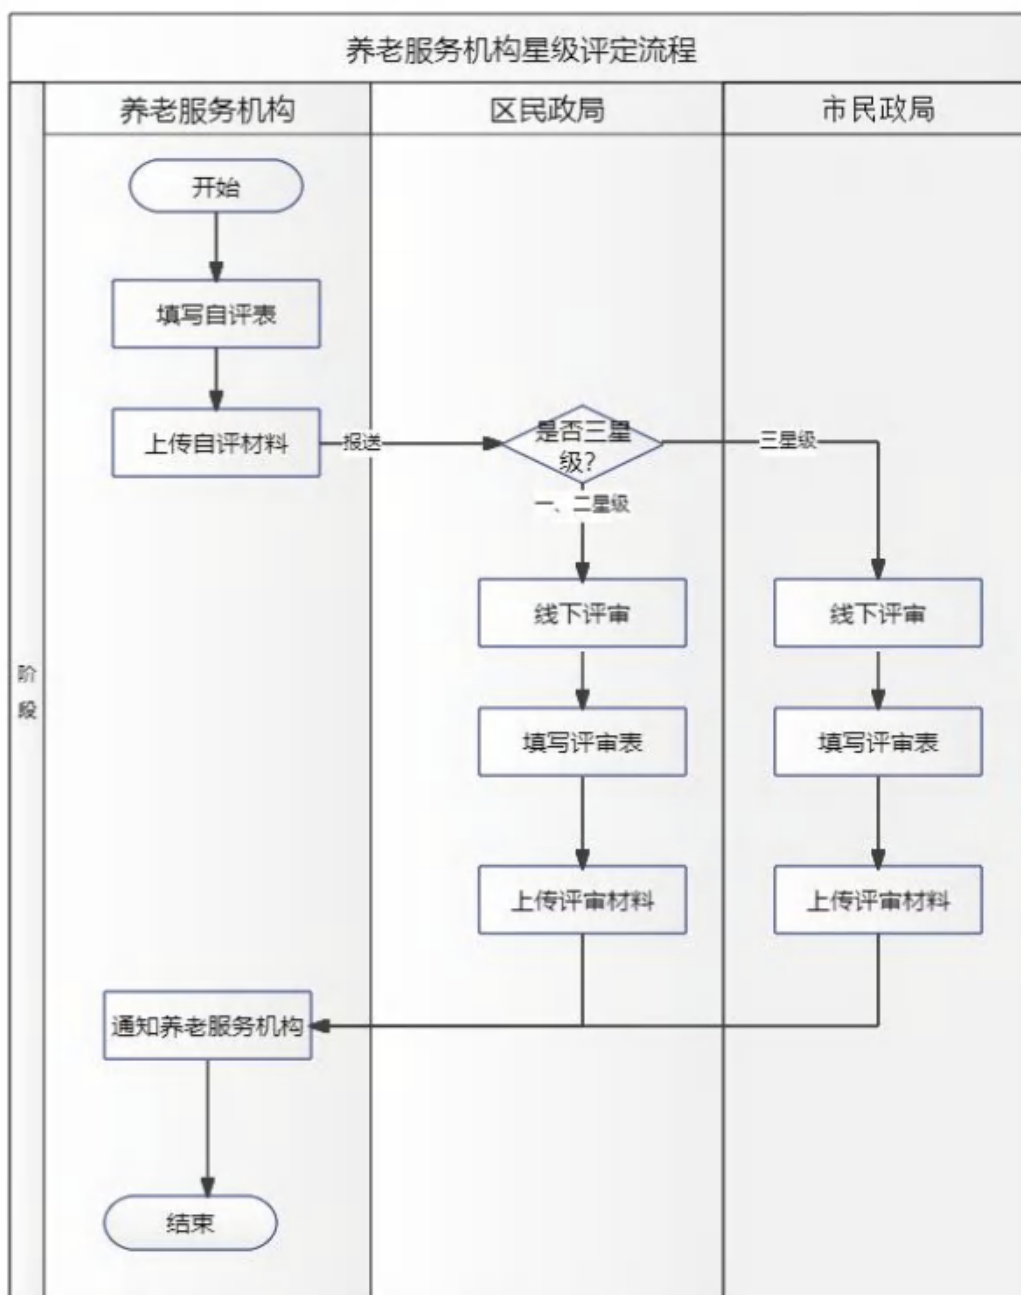 养老服务机构星级评定流程
养老服务机构
区民政局
市民政局
开始
填写自评表
上传自评材料
报送
是否三星
级?
三星级
一、二星级
线下评审
线下评审
阶
段
填写评审表
填写评审表
上传评审材料
上传评审材料
通知养老服务机构
结束